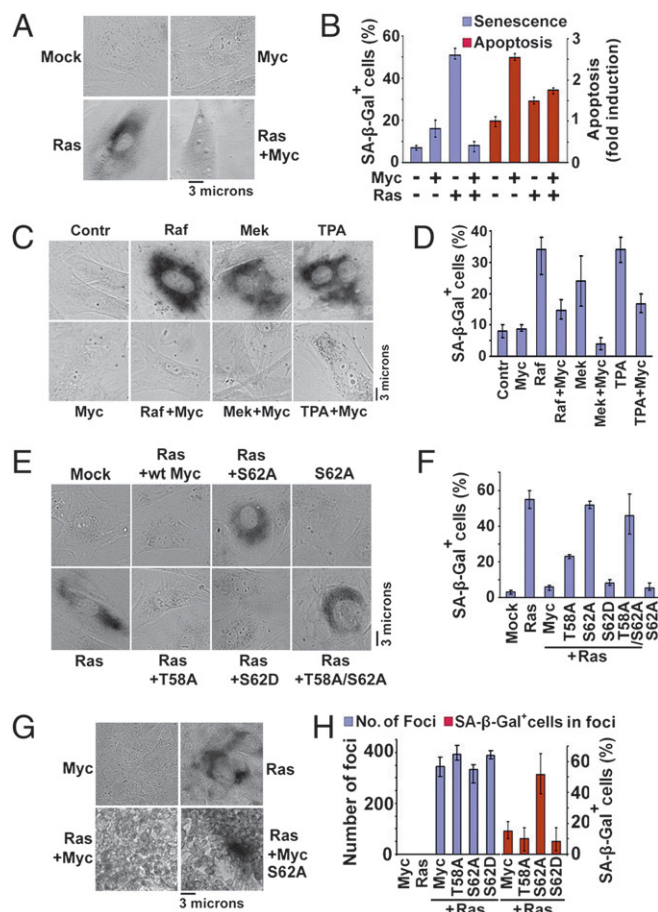 A
Mock
Myc
Ras
Ras
+Myc
3 microns
B
Senescence
Apoptosis
SA-β-Gal+cells (%)
60
40
20
0
3
2
1
0
Apoptosis
(fold induction)
Myc - + - + - + - +
Ras - - + + - - + +
C
Contr Raf Mek TPA
Myc Raf+Myc Mek+Myc TPA+Myc
3 microns
D
SA-β-Gal+ cells (%)
40
30
20
10
0
Contr
Myc
Raf
Raf+Myc
Mek
Mek+Myc
TPA
TPA+Myc
E
Mock
Ras
+wt Myc
Ras
+S62A
S62A
Ras
Ras
+T58A
Ras
+S62D
Ras
+T58A/S62A
3 microns
F
SA-β-Gal+ cells (%)
60
40
20
0
Mock
Ras
Myc
T58A
S62A
S62D
T58A
/S62A
S62A
+Ras
G
Myc
Ras
Ras
+Myc
Ras
+Myc
S62A
3 microns
H
No. of Foci
SA-β-Gal+cells in foci
Number of foci
400
200
0
60
40
20
0
SA-β-Gal+
cells (%)
Myc
Ras
Myc
T58A
S62A
S62D
Myc
T58A
S62A
S62D
+Ras
+Ras